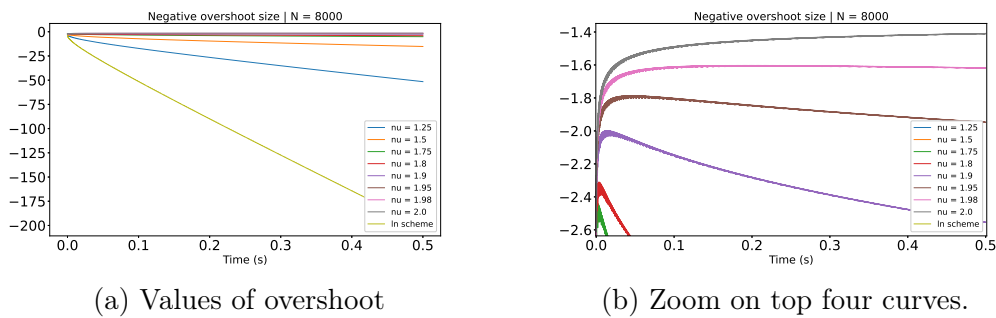 Negative overshoot size | N = 8000
0
−25
−50
−75
−100
−125
−150
−175
−200
nu = 1.25
nu = 1.5
nu = 1.75
nu = 1.8
nu = 1.9
nu = 1.95
nu = 1.98
nu = 2.0
ln scheme
0.0 0.1 0.2 0.3 0.4 0.5
Time (s)
(a) Values of overshoot
Negative overshoot size | N = 8000
−1.4
−1.6
−1.8
−2.0
−2.2
−2.4
−2.6
nu = 1.25
nu = 1.5
nu = 1.75
nu = 1.8
nu = 1.9
nu = 1.95
nu = 1.98
nu = 2.0
ln scheme
0.0 0.1 0.2 0.3 0.4 0.5
Time (s)
(b) Zoom on top four curves.